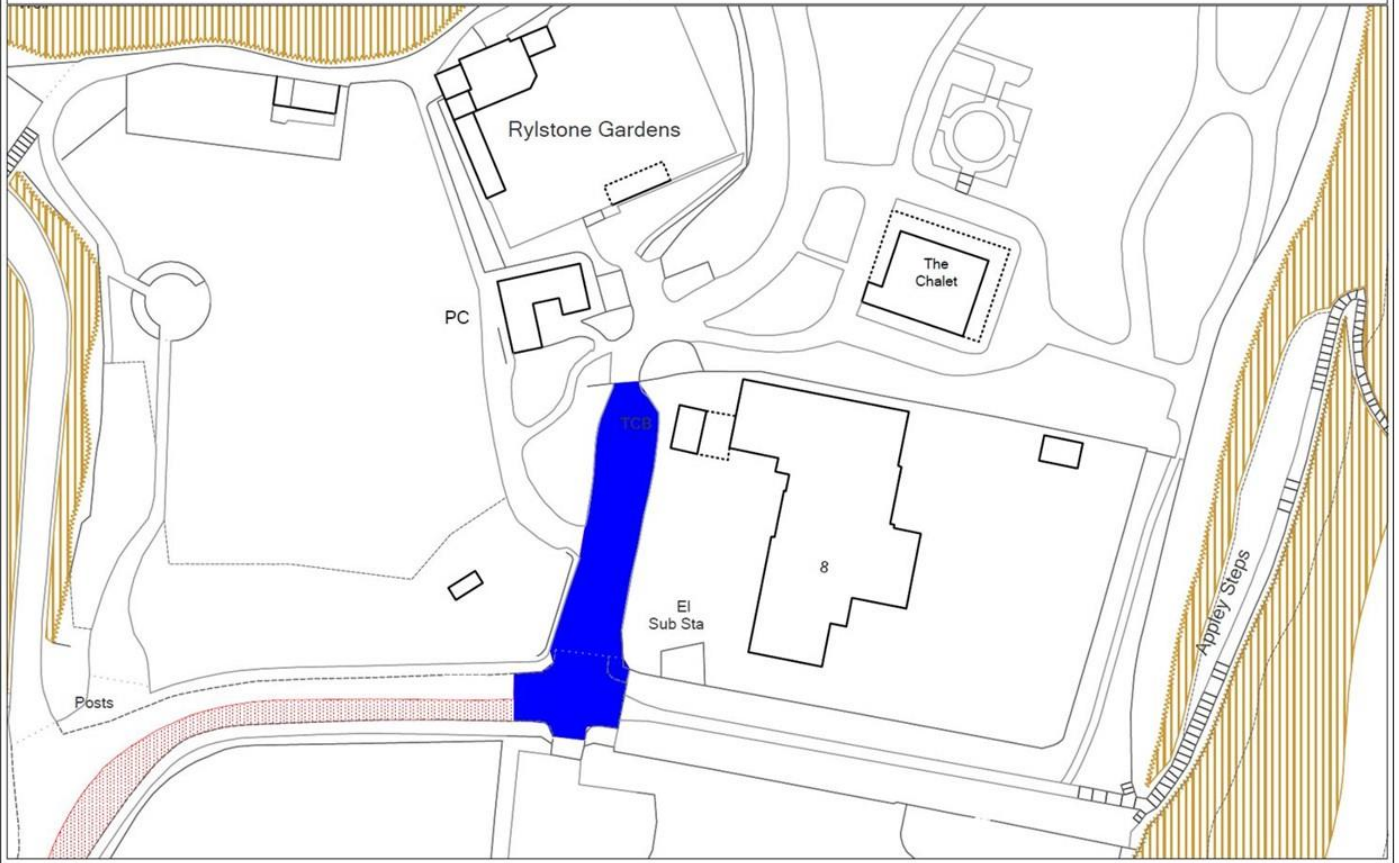 Rylstone Gardens
The
Chalet
PC
TCB
8
El
Sub Sta
Appley Steps
Posts